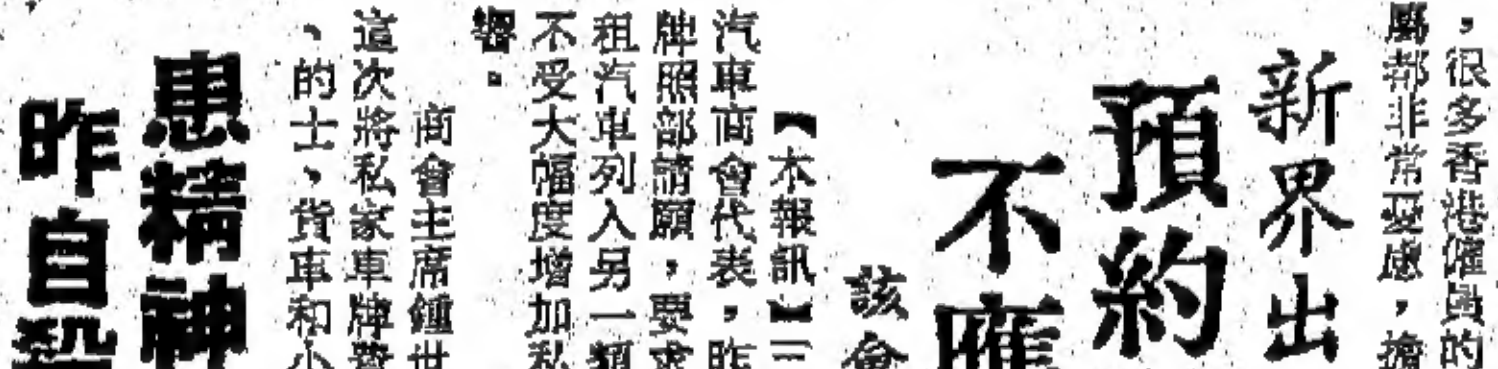 ，很多香港僱員的
屬都非常憂慮，擔
新界出
預約
不應
該會
【本報訊】三
汽車商會代表，昨
牌照部請願，要求
租汽車列入另一類
不受大幅度增加私
響。
商會主席鍾世
這次將私家車牌費
、的士、貨車和小
患精神
昨自殺